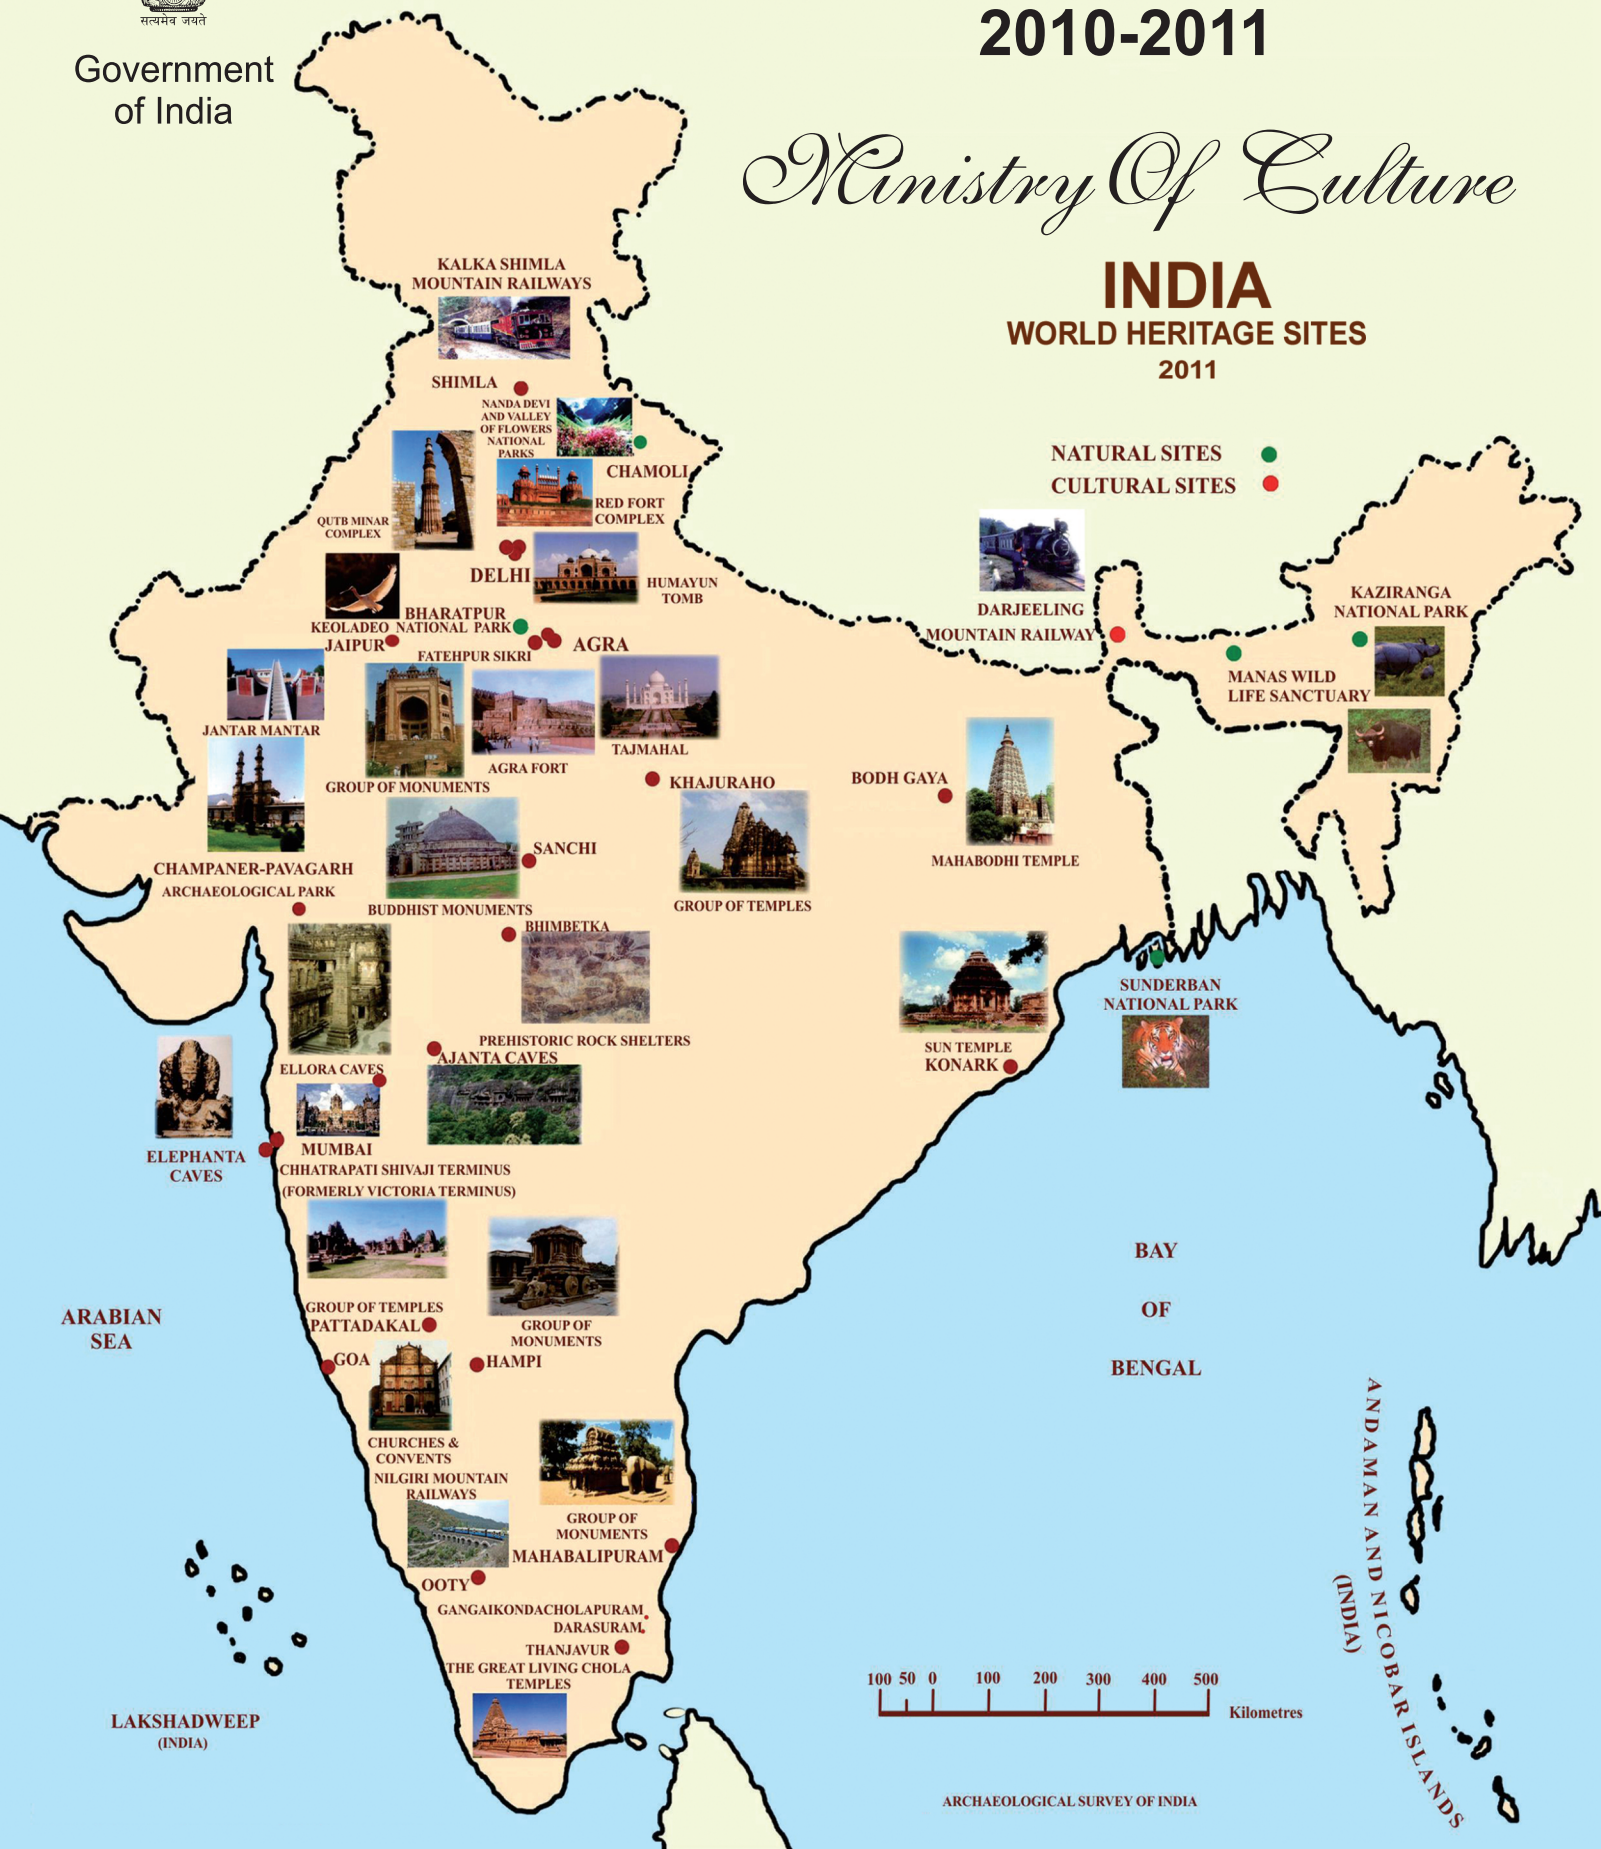 सत्यमेव जयते
Government
of India
2010-2011
Ministry Of Culture
INDIA
WORLD HERITAGE SITES
2011
NATURAL SITES
CULTURAL SITES
KALKA SHIMLA
MOUNTAIN RAILWAYS
SHIMLA
NANDA DEVI
AND VALLEY
OF FLOWERS
NATIONAL
PARKS
CHAMOLI
RED FORT
COMPLEX
QUTB MINAR
COMPLEX
DELHI
HUMAYUN
TOMB
BHARATPUR
KEOLADEO NATIONAL PARK
JAIPUR
FATEHPUR SIKRI
AGRA
JANTAR MANTAR
GROUP OF MONUMENTS
AGRA FORT
TAJMAHAL
DARJEELING
MOUNTAIN RAILWAY
KAZIRANGA
NATIONAL PARK
MANAS WILD
LIFE SANCTUARY
KHAJURAHO
GROUP OF TEMPLES
BODH GAYA
MAHABODHI TEMPLE
CHAMPANER-PAVAGARH
ARCHAEOLOGICAL PARK
SANCHI
BUDDHIST MONUMENTS
BHIMBETKA
PREHISTORIC ROCK SHELTERS
SUNDERBAN
NATIONAL PARK
SUN TEMPLE
KONARK
ELLORA CAVES
AJANTA CAVES
ELEPHANTA
CAVES
MUMBAI
CHHATRAPATI SHIVAJI TERMINUS
(FORMERLY VICTORIA TERMINUS)
GROUP OF TEMPLES
PATTADAKAL
GROUP OF
MONUMENTS
HAMPI
GOA
CHURCHES &
CONVENTS
NILGIRI MOUNTAIN
RAILWAYS
OOTY
GROUP OF
MONUMENTS
MAHABALIPURAM
GANGAIKONDACHOLAPURAM
DARASURAM
THANJAVUR
THE GREAT LIVING CHOLA
TEMPLES
ARABIAN
SEA
BAY
OF
BENGAL
LAKSHADWEEP
(INDIA)
ANDAMAN AND NICOBAR ISLANDS
(INDIA)
100 50 0 100 200 300 400 500
Kilometres
ARCHAEOLOGICAL SURVEY OF INDIA